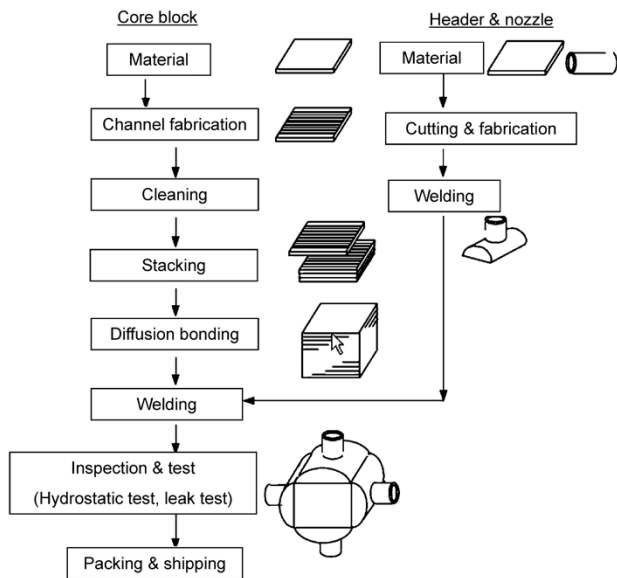 Core block
Header & nozzle
Material
Material
Channel fabrication
Cutting & fabrication
Cleaning
Welding
Stacking
Diffusion bonding
Welding
Inspection & test
(Hydrostatic test, leak test)
Packing & shipping